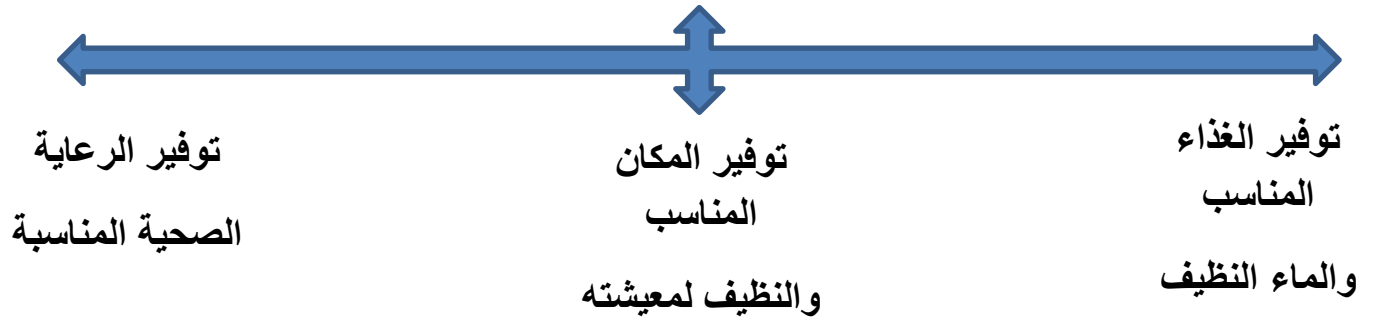 توفير الغذاء
المناسب
والماء النظيف
توفير المكان
المناسب
والنظيف لمعيشته
توفير الرعاية
الصحية المناسبة